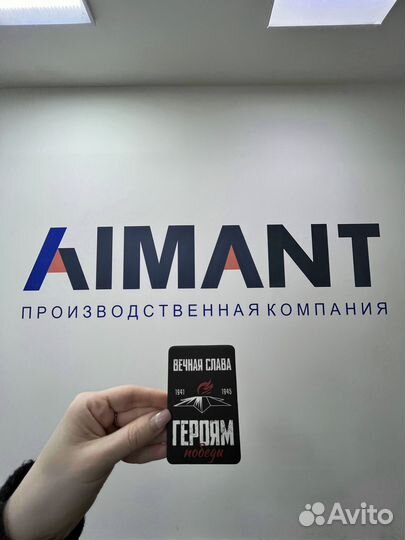 AIMANT
ПРОИЗВОДСТВЕННАЯ КОМПАНИЯ
ВЕЧНАЯ СЛАВА
1941 1945
ГЕРОЯМ
победы
Avito